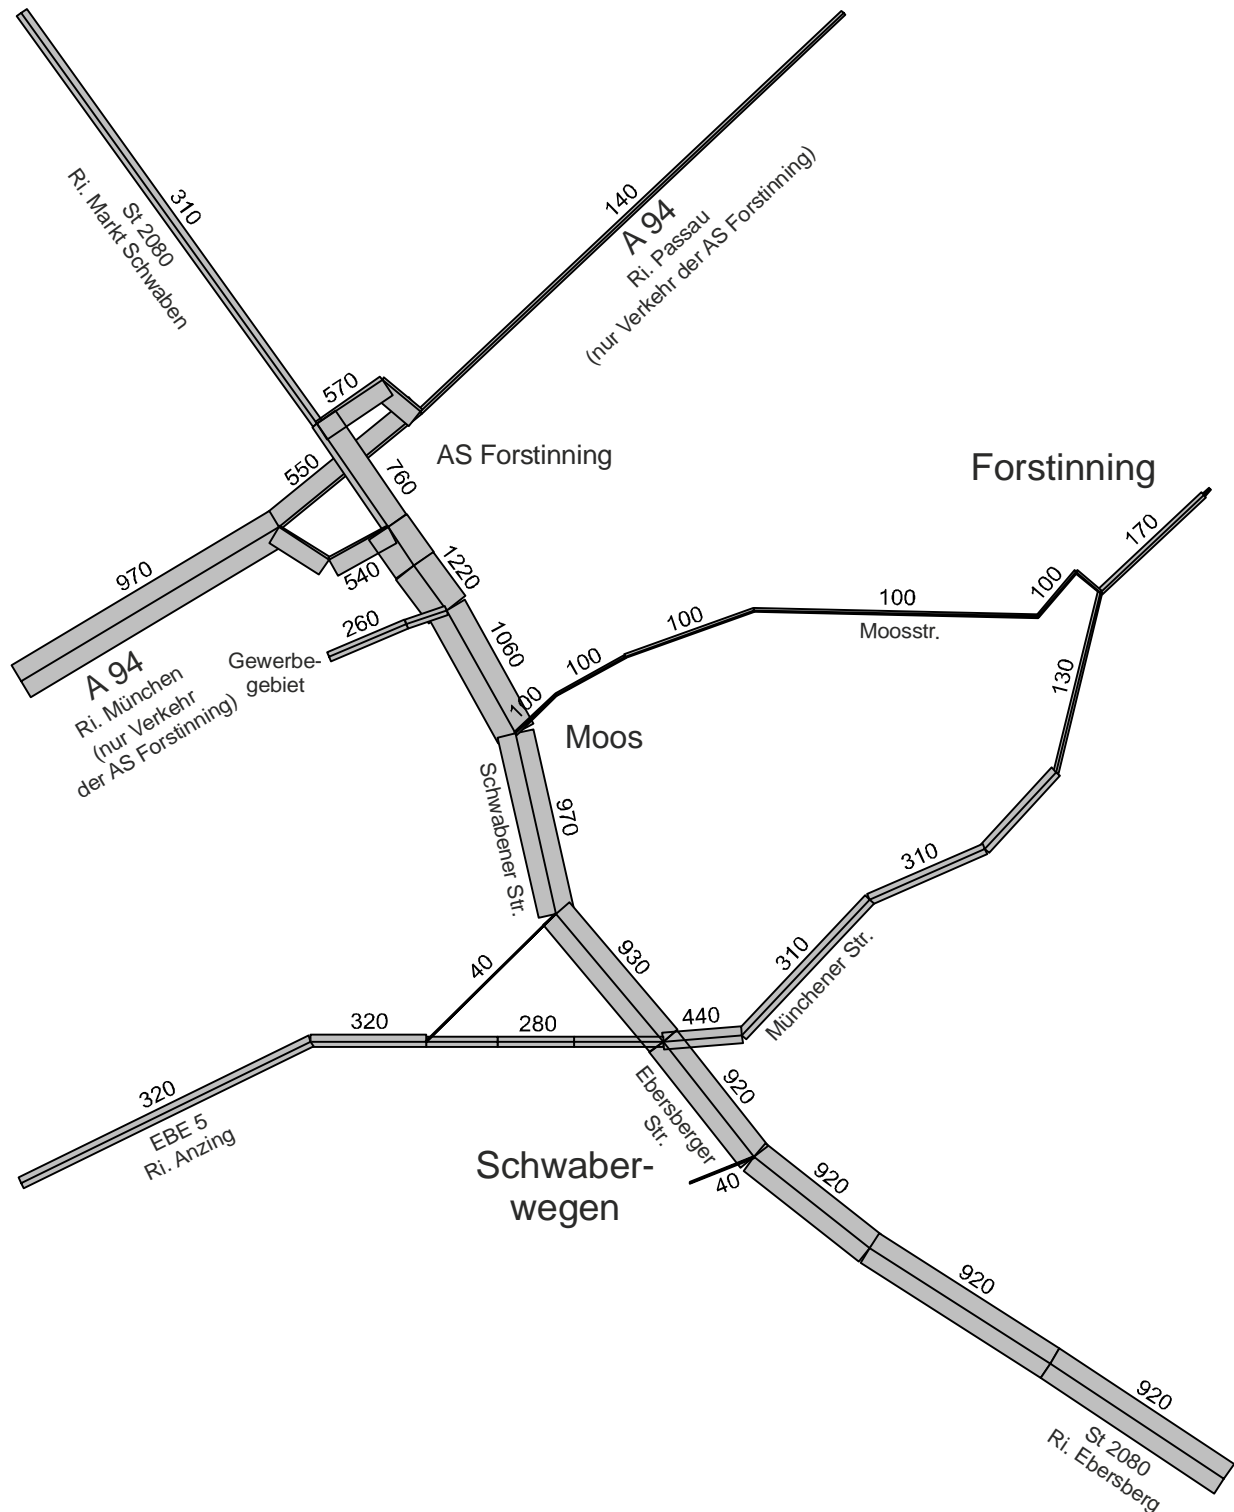 310
St 2080
Ri. Markt Schwaben
140
A 94
Ri. Passau
(nur Verkehr der AS Forstinning)
570
550
760
AS Forstinning
Forstinning
970
540
1220
260
Gewerbe-
gebiet
1060
A 94
Ri. München
(nur Verkehr
der AS Forstinning)
100
100
100
100
Moosstr.
100
170
130
Moos
Schwabener Str.
970
310
310
Münchener Str.
40
930
440
320
280
320
EBE 5
Ri. Anzing
Ebersberger
Str.
920
Schwaber-
wegen
40
920
920
920
St 2080
Ri. Ebersberg